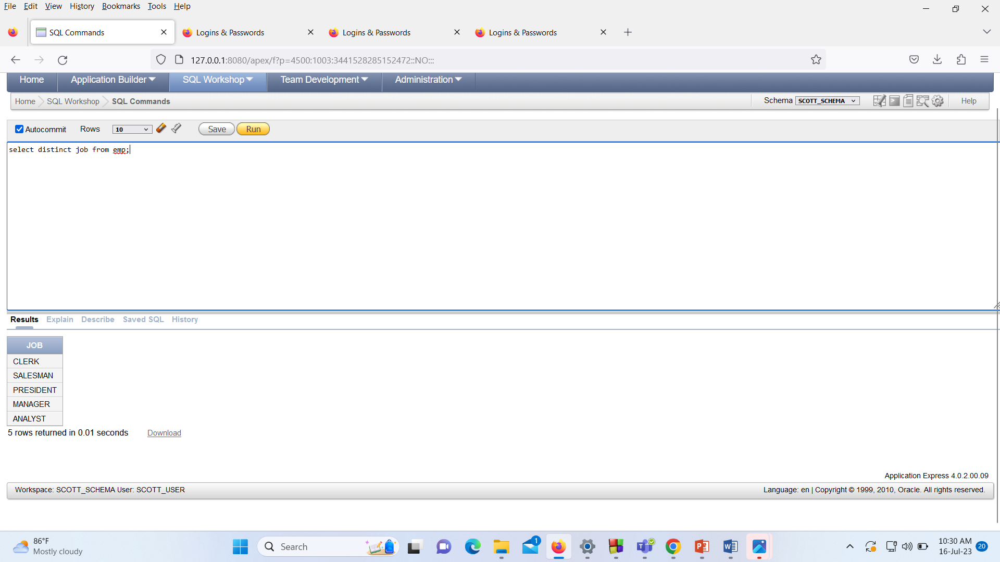 File Edit View History Bookmarks Tools Help
SQL Commands Logins & Passwords Logins & Passwords Logins & Passwords
127.0.0.1:8080/apex/f?p=4500:1003:3441528285152472::NO:::
Home Application Builder SQL Workshop Team Development Administration
Home SQL Workshop SQL Commands Schema SCOTT_SCHEMA Help
Autocommit Rows 10 Save Run
select distinct job from emp;
Results Explain Describe Saved SQL History
JOB
CLERK
SALESMAN
PRESIDENT
MANAGER
ANALYST
5 rows returned in 0.01 seconds Download
Application Express 4.0.2.00.09
Workspace: SCOTT_SCHEMA User: SCOTT_USER Language: en | Copyright © 1999, 2010, Oracle. All rights reserved.
86°F
Mostly cloudy
Search
1
10:30 AM
16-Jul-23
20